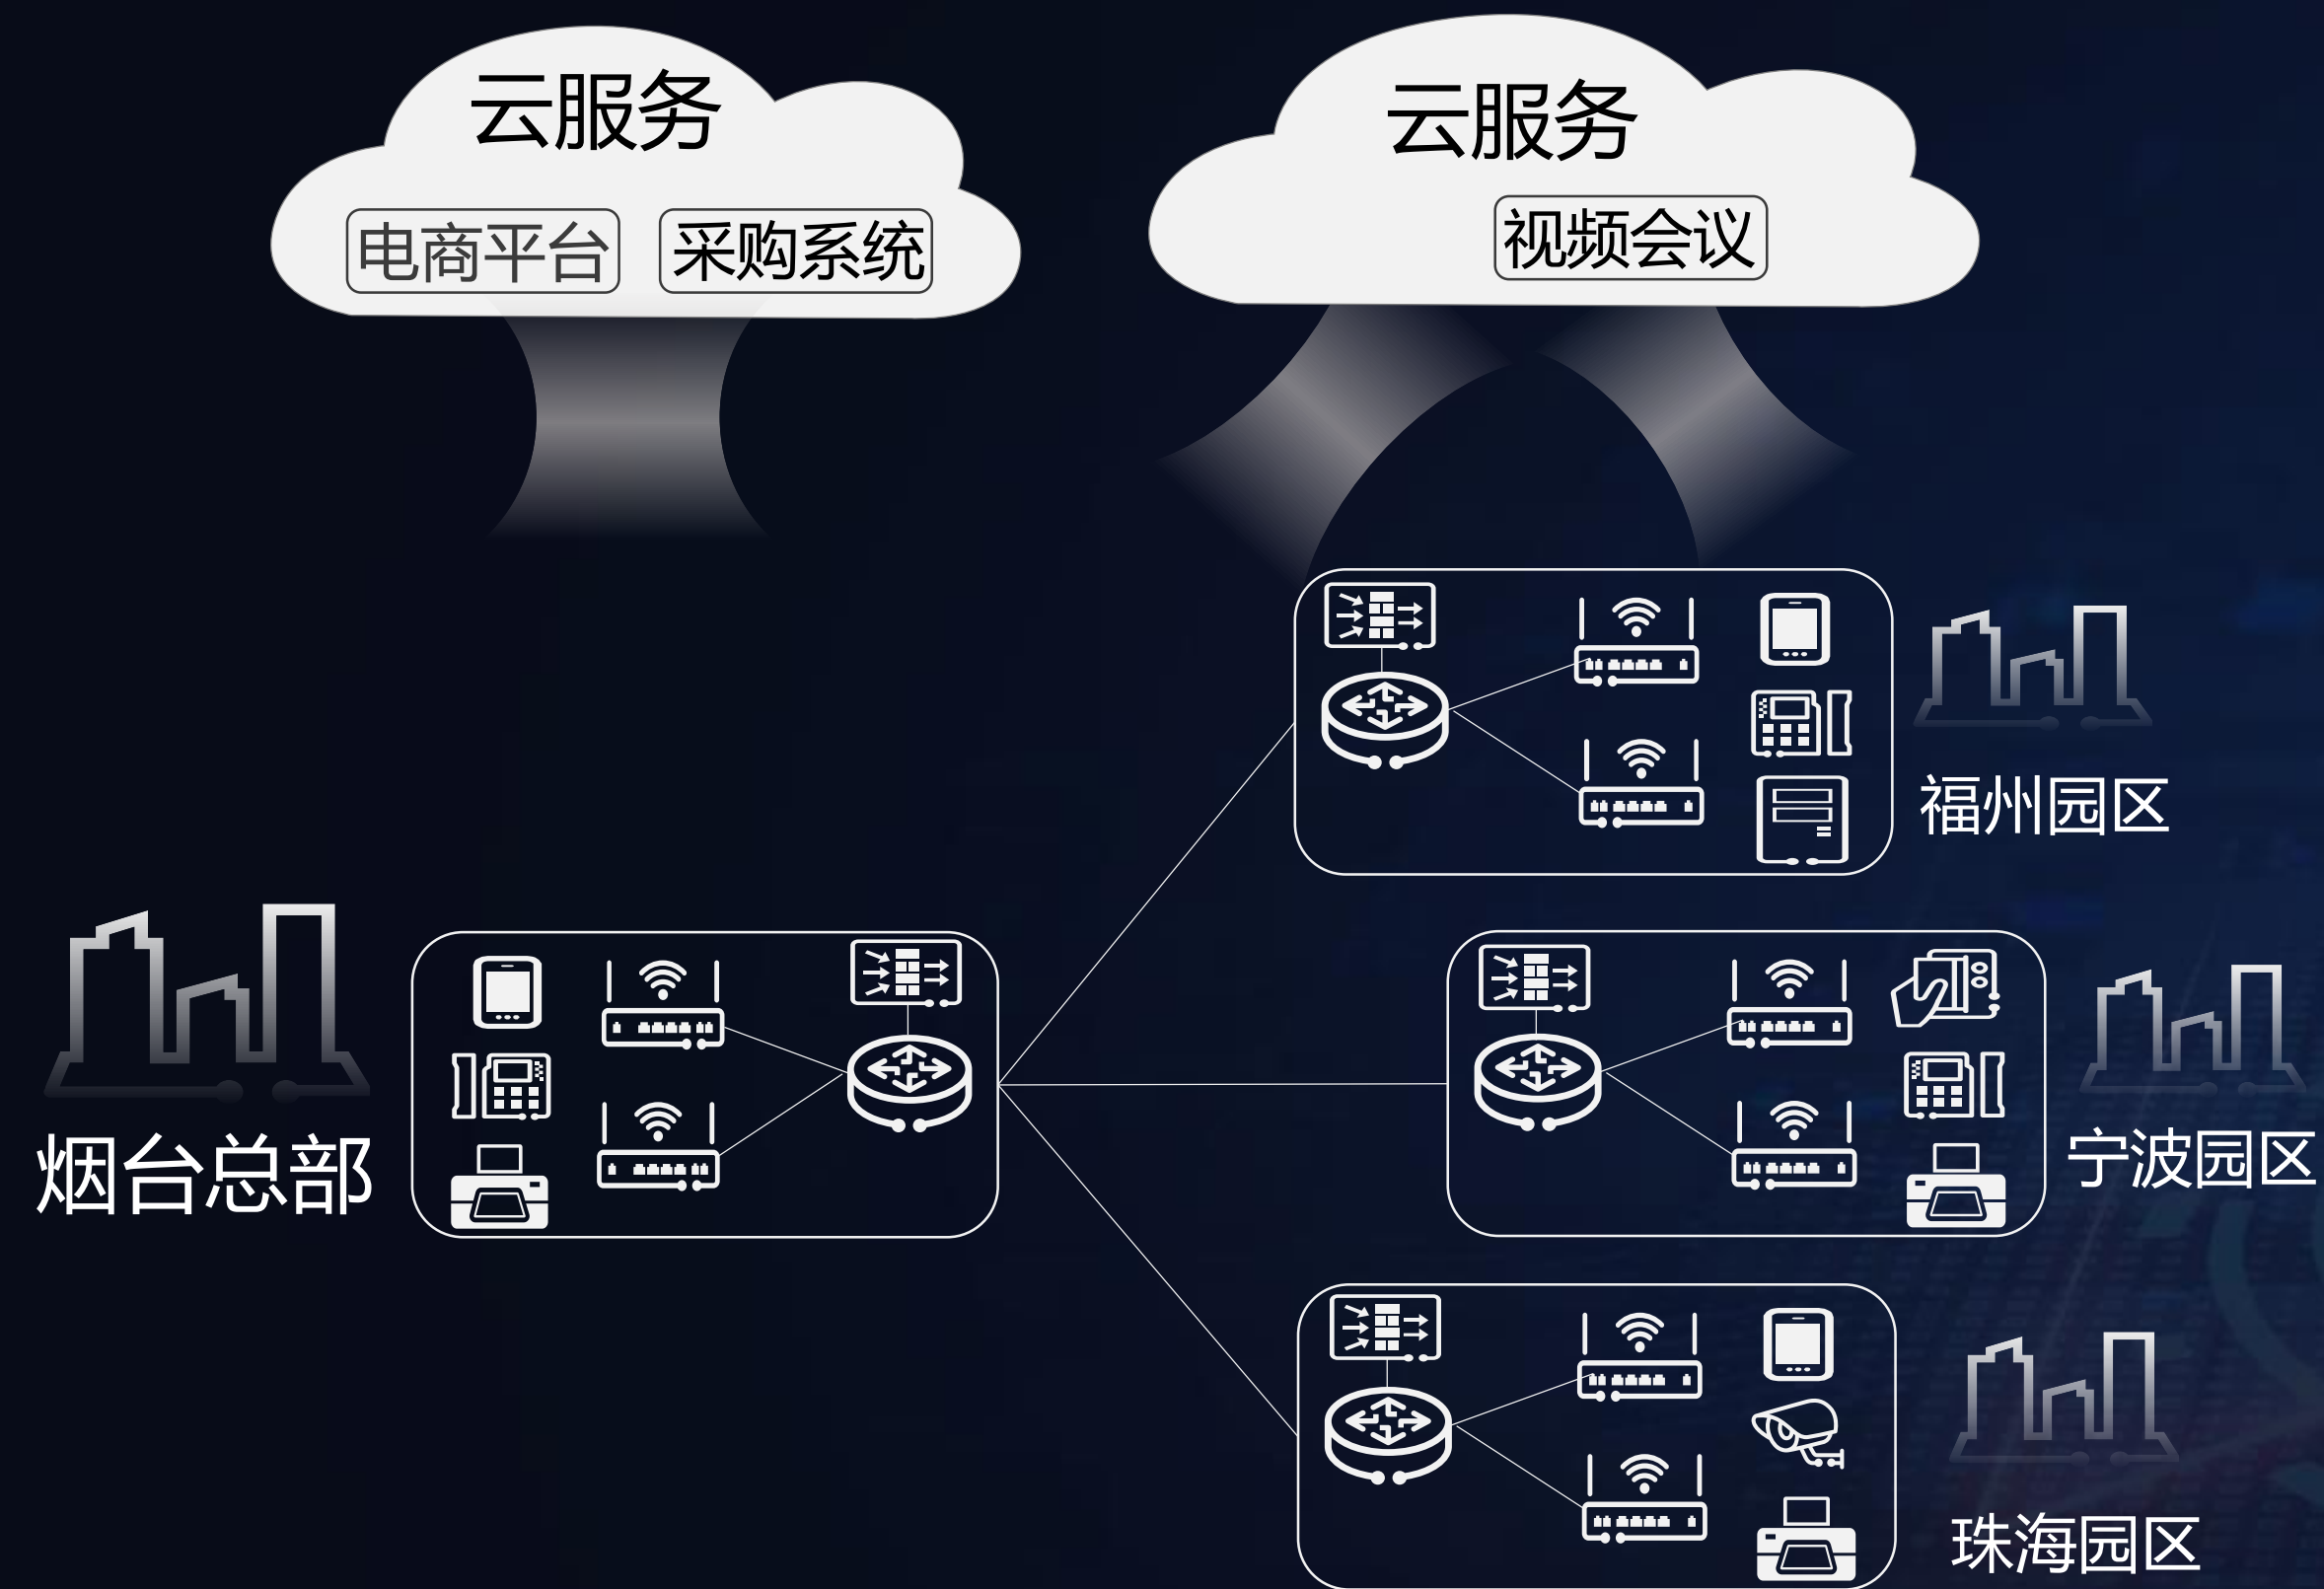 云服务
电商平台
采购系统
云服务
视频会议
福州园区
烟台总部
宁波园区
珠海园区